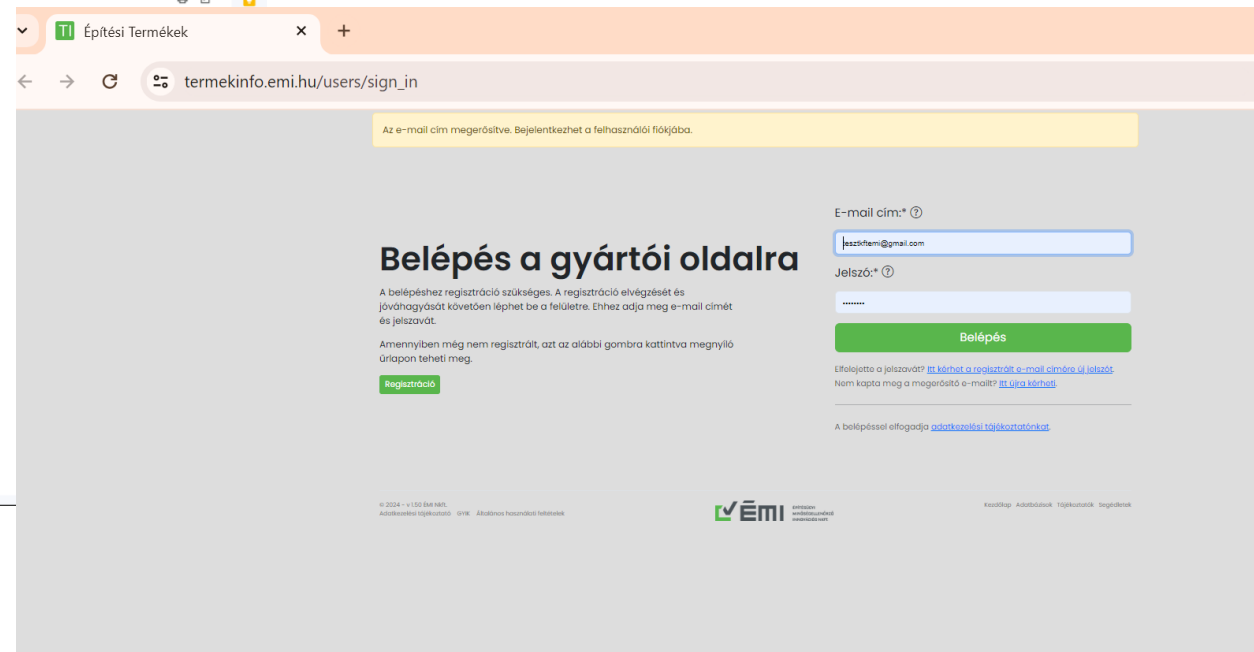 TI Építési Termékek
termekinfo.emi.hu/users/sign_in
Az e-mail cím megerősítve. Bejelentkezhet a felhasználói fiókjába.
Belépés a gyártói oldalra
A belépéshez regisztráció szükséges. A regisztráció elvégzését és
jóváhagyását követően léphet be a felületre. Ehhez adja meg e-mail címét
és jelszavát.
Amennyiben még nem regisztrált, azt az alábbi gombra kattintva megnyíló
űrlapon teheti meg.
Regisztráció
E-mail cím:*
tesztkftemi@gmail.com
Jelszó:*
Belépés
Elfelejtette a jelszavát? Itt kérhet a regisztrált e-mail címére új jelszót.
Nem kapta meg a megerősítő e-mailt? Itt újra kérheti.
A belépéssel elfogadja adatkezelési tájékoztatónkat.
© 2024 - v 1.50 ÉMI NKft.
Adatkezelési tájékoztató GYIK Általános használati feltételek
ÉMI
Kezdőlap Adatbázisok Tájékoztatók Segédletek